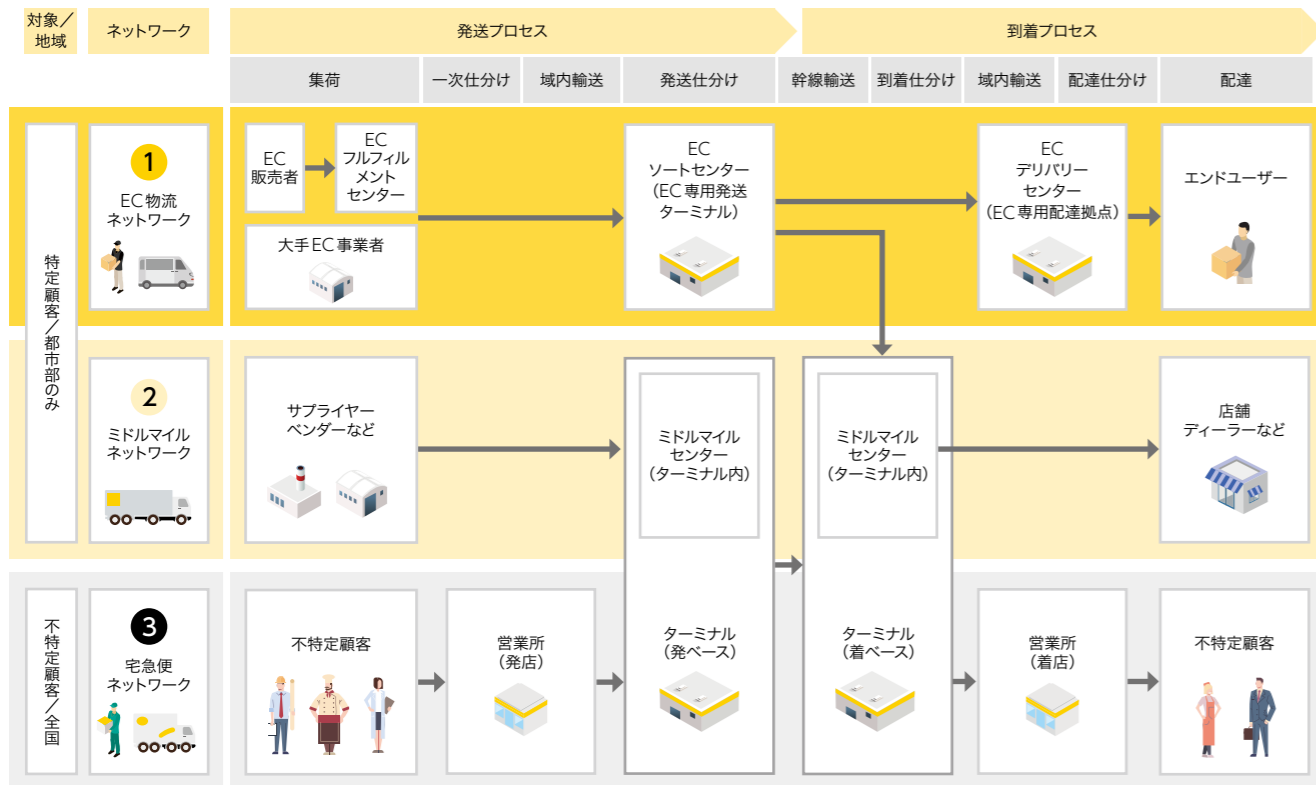 対象／
地域
ネットワーク
発送プロセス
到着プロセス
集荷
一次仕分け
域内輸送
発送仕分け
幹線輸送
到着仕分け
域内輸送
配達仕分け
配達
特定顧客／都市部のみ
1
EC物流
ネットワーク
EC
販売者
EC
フルフィル
メント
センター
大手EC事業者
EC
ソートセンター
（EC専用発送
ターミナル）
EC
デリバリー
センター
（EC専用配達拠点）
エンドユーザー
2
ミドルマイル
ネットワーク
サプライヤー
ベンダーなど
ミドルマイル
センター
（ターミナル内）
ミドルマイル
センター
（ターミナル内）
店舗
ディーラーなど
不特定顧客／全国
3
宅急便
ネットワーク
不特定顧客
営業所
（発店）
ターミナル
（発ベース）
ターミナル
（着ベース）
営業所
（着店）
不特定顧客